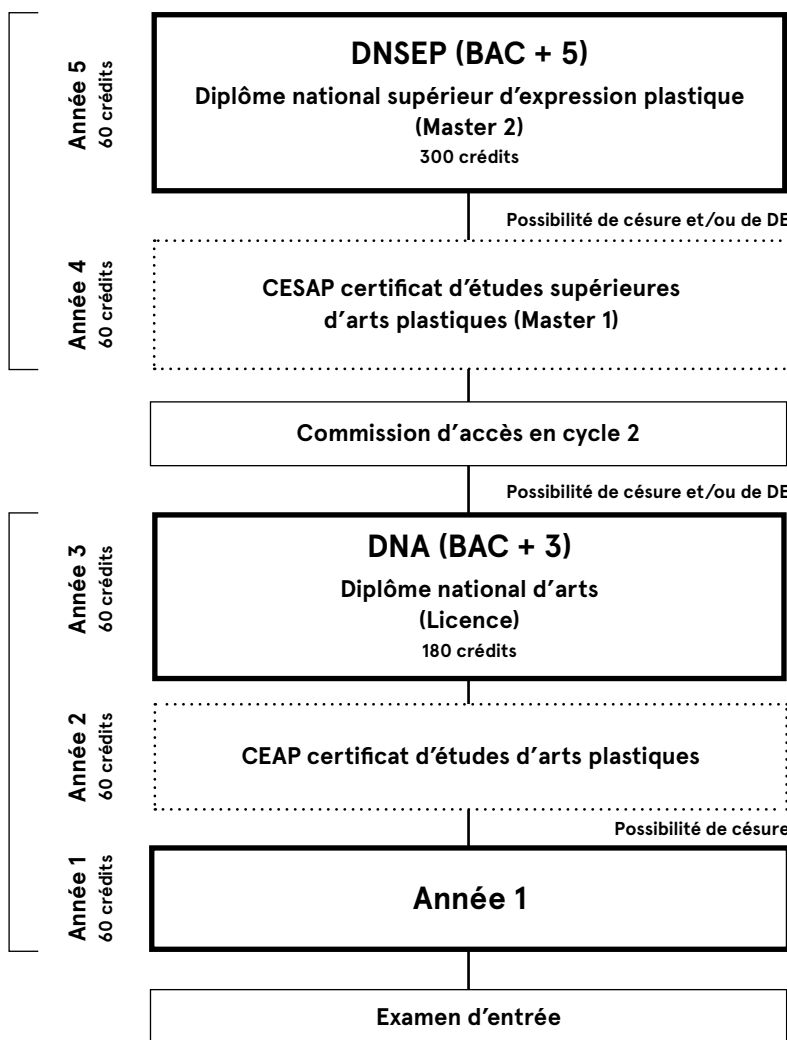 Année 5
60 crédits
DNSEP (BAC + 5)
Diplôme national supérieur d’expression plastique
(Master 2)
300 crédits
Possibilité de césure et/ou de DE
Année 4
60 crédits
CESAP certificat d’études supérieures
d’arts plastiques (Master 1)
Commission d’accès en cycle 2
Possibilité de césure et/ou de DE
Année 3
60 crédits
DNA (BAC + 3)
Diplôme national d’arts
(Licence)
180 crédits
Année 2
60 crédits
CEAP certificat d’études d’arts plastiques
Possibilité de césure
Année 1
60 crédits
Année 1
Examen d’entrée